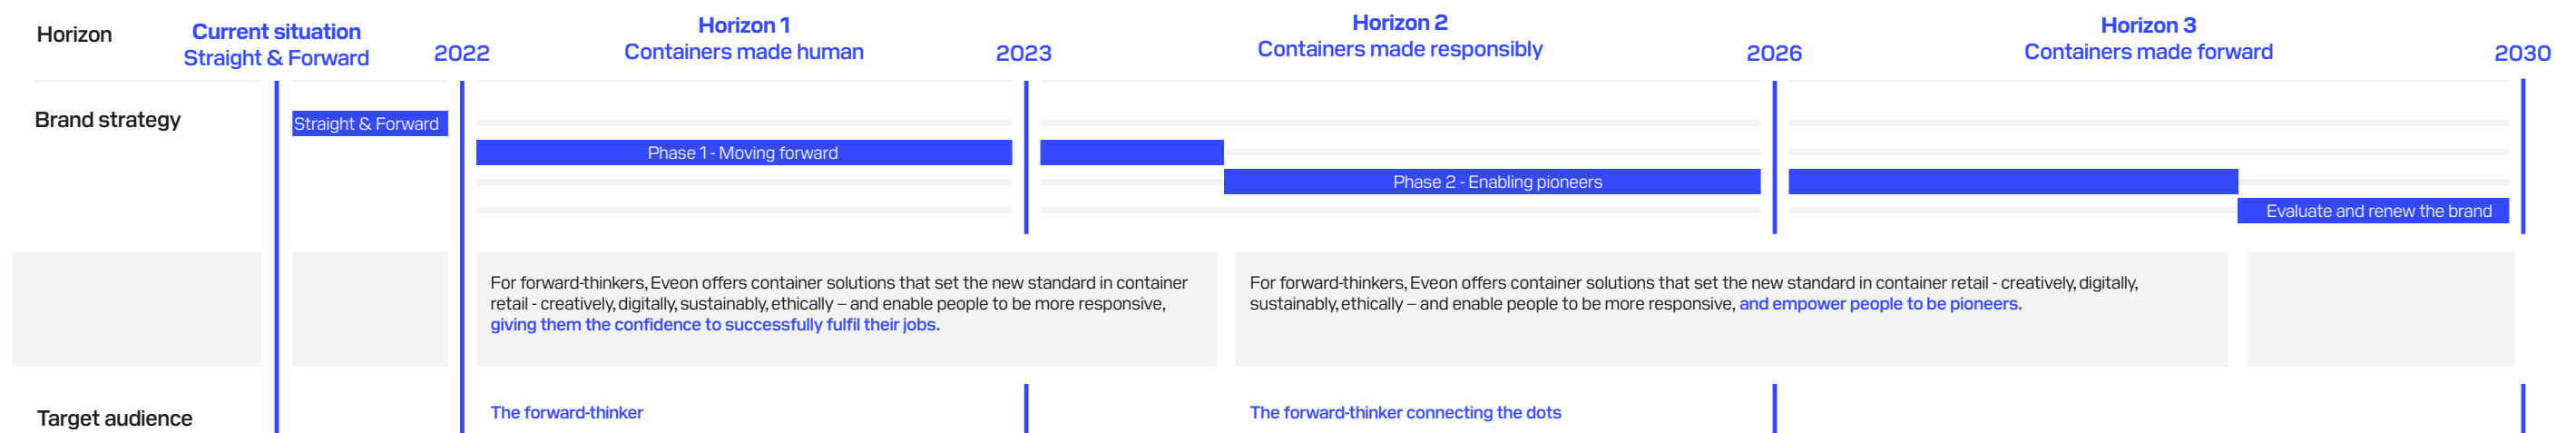 Horizon
Current situation
Straight & Forward
2022
Horizon 1
Containers made human
2023
Horizon 2
Containers made responsibly
2026
Horizon 3
Containers made forward
2030
Brand strategy
Straight & Forward
Phase 1 - Moving forward
Phase 2 - Enabling pioneers
Evaluate and renew the brand
For forward-thinkers, Eveon offers container solutions that set the new standard in container
retail - creatively, digitally, sustainably, ethically – and enable people to be more responsive,
giving them the confidence to successfully fulfil their jobs.
For forward-thinkers, Eveon offers container solutions that set the new standard in container retail - creatively, digitally,
sustainably, ethically – and enable people to be more responsive, and empower people to be pioneers.
Target audience
The forward-thinker
The forward-thinker connecting the dots